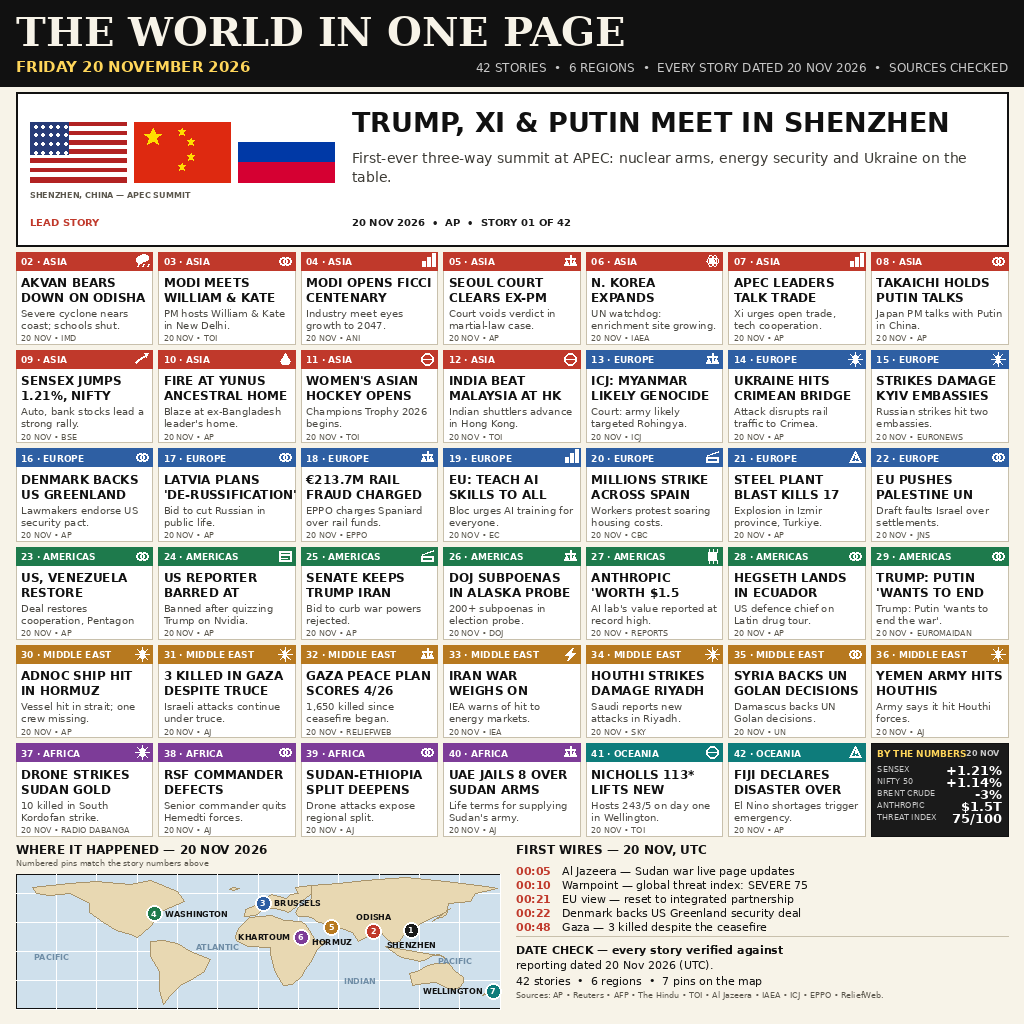 THE WORLD IN ONE PAGE
FRIDAY 20 NOVEMBER 2026
42 STORIES • 6 REGIONS • EVERY STORY DATED 20 NOV 2026 • SOURCES CHECKED
TRUMP, XI & PUTIN MEET IN SHENZHEN
First-ever three-way summit at APEC: nuclear arms, energy security and Ukraine on the
table.
SHENZHEN, CHINA — APEC SUMMIT
LEAD STORY
20 NOV 2026 • AP • STORY 01 OF 42
02 · ASIA
AKVAN BEARS
DOWN ON ODISHA
Severe cyclone nears
coast; schools shut.
20 NOV • IMD
03 · ASIA
MODI MEETS
WILLIAM & KATE
PM hosts William & Kate
in New Delhi.
20 NOV • TOI
04 · ASIA
MODI OPENS FICCI
CENTENARY
Industry meet eyes
growth to 2047.
20 NOV • ANI
05 · ASIA
SEOUL COURT
CLEARS EX-PM
Court voids verdict in
martial-law case.
20 NOV • AP
06 · ASIA
N. KOREA
EXPANDS
UN watchdog:
enrichment site growing.
20 NOV • IAEA
07 · ASIA
APEC LEADERS
TALK TRADE
Xi urges open trade,
tech cooperation.
20 NOV • AP
08 · ASIA
TAKAICHI HOLDS
PUTIN TALKS
Japan PM talks with Putin
in China.
20 NOV • AP
09 · ASIA
SENSEX JUMPS
1.21%, NIFTY
Auto, bank stocks lead a
strong rally.
20 NOV • BSE
10 · ASIA
FIRE AT YUNUS
ANCESTRAL HOME
Blaze at ex-Bangladesh
leader's home.
20 NOV • AP
11 · ASIA
WOMEN'S ASIAN
HOCKEY OPENS
Champions Trophy 2026
begins.
20 NOV • TOI
12 · ASIA
INDIA BEAT
MALAYSIA AT HK
Indian shuttlers advance
in Hong Kong.
20 NOV • TOI
13 · EUROPE
ICJ: MYANMAR
LIKELY GENOCIDE
Court: army likely
targeted Rohingya.
20 NOV • ICJ
14 · EUROPE
UKRAINE HITS
CRIMEAN BRIDGE
Attack disrupts rail
traffic to Crimea.
20 NOV • AP
15 · EUROPE
STRIKES DAMAGE
KYIV EMBASSIES
Russian strikes hit two
embassies.
20 NOV • EURONEWS
16 · EUROPE
DENMARK BACKS
US GREENLAND
Lawmakers endorse US
security pact.
20 NOV • AP
17 · EUROPE
LATVIA PLANS
'DE-RUSSIFICATION'
Bid to cut Russian in
public life.
20 NOV • AP
18 · EUROPE
€213.7M RAIL
FRAUD CHARGED
EPPO charges Spaniard
over rail funds.
20 NOV • EPPO
19 · EUROPE
EU: TEACH AI
SKILLS TO ALL
Bloc urges AI training for
everyone.
20 NOV • EC
20 · EUROPE
MILLIONS STRIKE
ACROSS SPAIN
Workers protest soaring
housing costs.
20 NOV • CBC
21 · EUROPE
STEEL PLANT
BLAST KILLS 17
Explosion in Izmir
province, Turkiye.
20 NOV • AP
22 · EUROPE
EU PUSHES
PALESTINE UN
Draft faults Israel over
settlements.
20 NOV • JNS
23 · AMERICAS
US, VENEZUELA
RESTORE
Deal restores
cooperation, Pentagon
20 NOV • AP
24 · AMERICAS
US REPORTER
BARRED AT
Banned after quizzing
Trump on Nvidia.
20 NOV • AJ
25 · AMERICAS
SENATE KEEPS
TRUMP IRAN
Bid to curb war powers
rejected.
20 NOV • AP
26 · AMERICAS
DOJ SUBPOENAS
IN ALASKA PROBE
200+ subpoenas in
election probe.
20 NOV • DOJ
27 · AMERICAS
ANTHROPIC
'WORTH $1.5
AI lab's value reported at
record high.
20 NOV • REPORTS
28 · AMERICAS
HEGSETH LANDS
IN ECUADOR
US defence chief on
Latin drug tour.
20 NOV • AP
29 · AMERICAS
TRUMP: PUTIN
'WANTS TO END
Trump: Putin 'wants to
end the war'.
20 NOV • EUROMAIDAN
30 · MIDDLE EAST
ADNOC SHIP HIT
IN HORMUZ
Vessel hit in strait; one
crew missing.
20 NOV • AP
31 · MIDDLE EAST
3 KILLED IN GAZA
DESPITE TRUCE
Israeli attacks continue
under truce.
20 NOV • AJ
32 · MIDDLE EAST
GAZA PEACE PLAN
SCORES 4/26
1,650 killed since
ceasefire began.
20 NOV • RELIEFWEB
33 · MIDDLE EAST
IRAN WAR
WEIGHS ON
IEA warns of hit to
energy markets.
20 NOV • IEA
34 · MIDDLE EAST
HOUTHI STRIKES
DAMAGE RIYADH
Saudi reports new
attacks in Riyadh.
20 NOV • SKY
35 · MIDDLE EAST
SYRIA BACKS UN
GOLAN DECISIONS
Damascus backs UN
Golan decisions.
20 NOV • UN
36 · MIDDLE EAST
YEMEN ARMY HITS
HOUTHIS
Army says it hit Houthi
forces.
20 NOV • AJ
37 · AFRICA
DRONE STRIKES
SUDAN GOLD
10 killed in South
Kordofan strike.
20 NOV • RADIO DABANGA
38 · AFRICA
RSF COMMANDER
DEFECTS
Senior commander quits
Hemedti forces.
20 NOV • AJ
39 · AFRICA
SUDAN-ETHIOPIA
SPLIT DEEPENS
Drone attacks expose
regional split.
20 NOV • AJ
40 · AFRICA
UAE JAILS 8 OVER
SUDAN ARMS
Life terms for supplying
Sudan's army.
20 NOV • AJ
41 · OCEANIA
NICHOLLS 113*
LIFTS NEW
Hosts 243/5 on day one
in Wellington.
20 NOV • TOI
42 · OCEANIA
FIJI DECLARES
DISASTER OVER
El Nino shortages trigger
emergency.
20 NOV • AP
BY THE NUMBERS 20 NOV
SENSEX +1.21%
NIFTY 50 +1.14%
BRENT CRUDE -3%
ANTHROPIC $1.5T
THREAT INDEX 75/100
WHERE IT HAPPENED — 20 NOV 2026
Numbered pins match the story numbers above
4 WASHINGTON
3 BRUSSELS
ODISHA
2
5
HORMUZ
KHARTOUM 6
1
SHENZHEN
ATLANTIC
PACIFIC
PACIFIC
INDIAN
WELLINGTON 7
FIRST WIRES — 20 NOV, UTC
00:05 Al Jazeera — Sudan war live page updates
00:10 Warnpoint — global threat index: SEVERE 75
00:21 EU view — reset to integrated partnership
00:22 Denmark backs US Greenland security deal
00:48 Gaza — 3 killed despite the ceasefire
DATE CHECK — every story verified against
reporting dated 20 Nov 2026 (UTC).
42 stories • 6 regions • 7 pins on the map
Sources: AP • Reuters • AFP • The Hindu • TOI • Al Jazeera • IAEA • ICJ • EPPO • ReliefWeb.